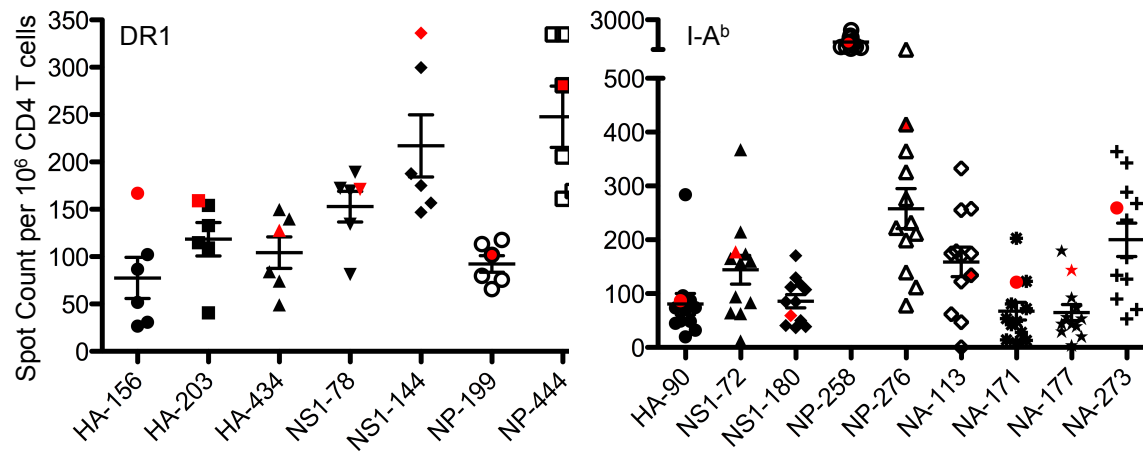 Spot Count per 10⁶ CD4 T cells
DR1
350
300
250
200
150
100
50
0
HA-156
HA-203
HA-434
NS1-78
NS1-144
NP-199
NP-444
I-Aᵇ
3000
500
400
300
200
100
0
HA-90
NS1-72
NS1-180
NP-258
NP-276
NA-113
NA-171
NA-177
NA-273